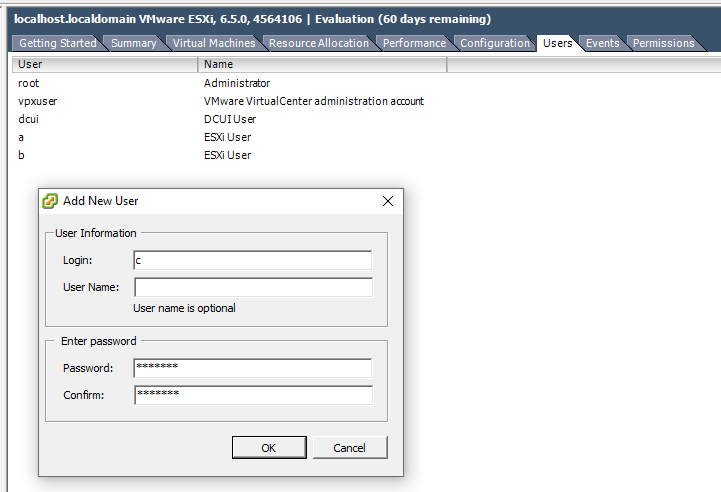 localhost.localdomain VMware ESXi, 6.5.0, 4564106 | Evaluation (60 days remaining)
Getting Started Summary Virtual Machines Resource Allocation Performance Configuration Users Events Permissions
User Name
root Administrator
vpxuser VMware VirtualCenter administration account
dcui DCUI User
a ESXi User
b ESXi User
Add New User
User Information
Login: c
User Name:
User name is optional
Enter password
Password: *******
Confirm: *******
OK Cancel